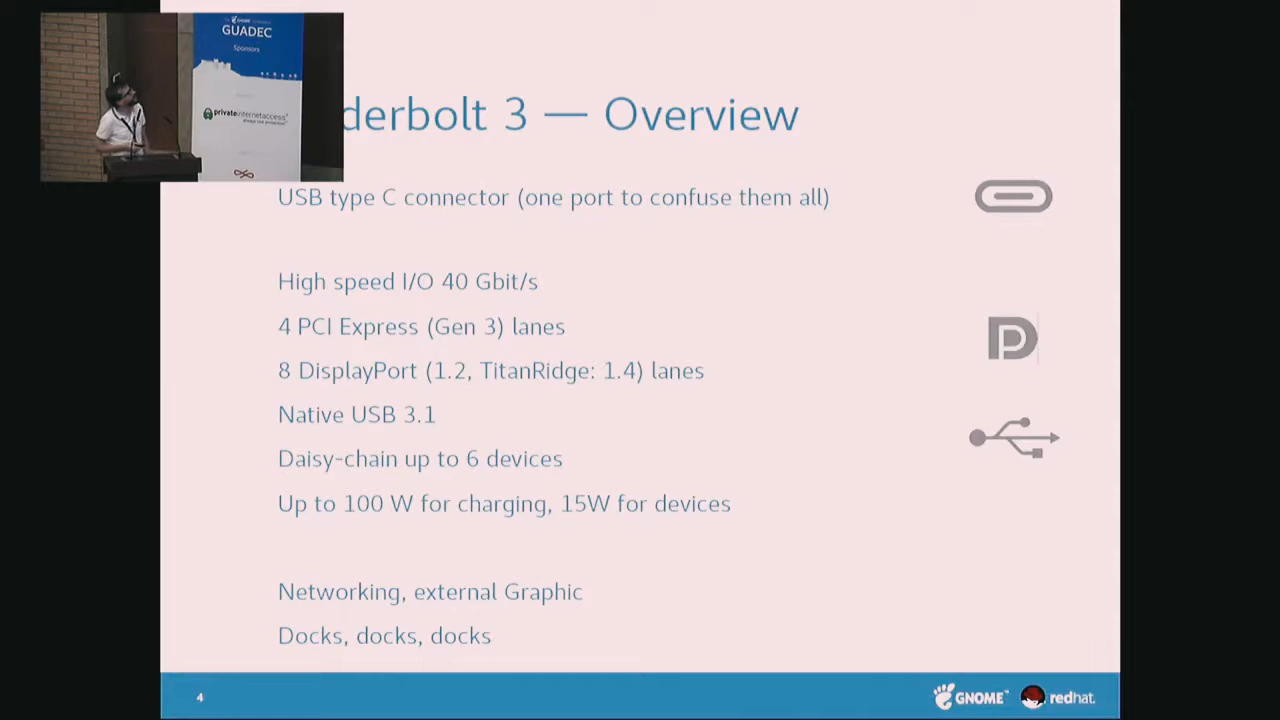 GUADEC
Sponsors
privateinternetaccess
derbolt 3 — Overview
USB type C connector (one port to confuse them all)
High speed I/O 40 Gbit/s
4 PCI Express (Gen 3) lanes
8 DisplayPort (1.2, TitanRidge: 1.4) lanes
Native USB 3.1
Daisy-chain up to 6 devices
Up to 100 W for charging, 15W for devices
Networking, external Graphic
Docks, docks, docks
4
GNOME™ redhat.